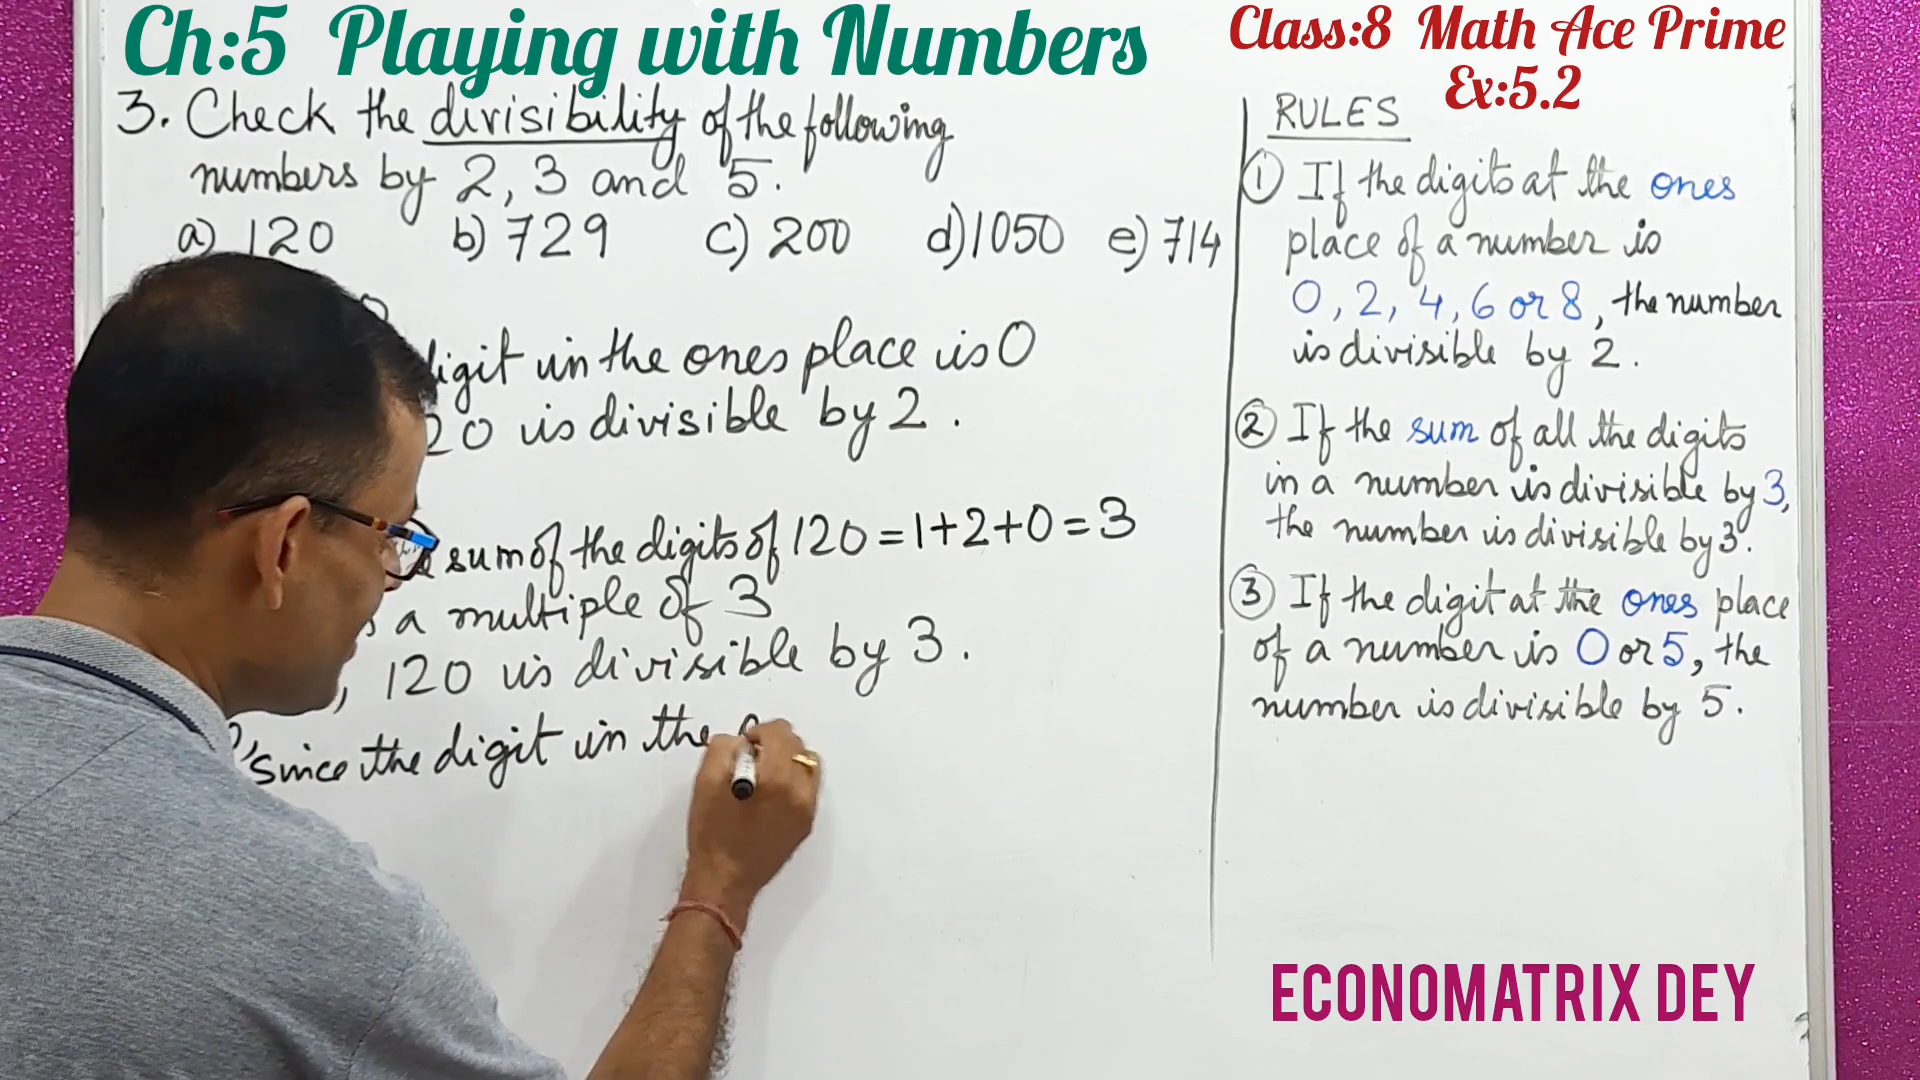 Ch:5 Playing with Numbers
Class:8 Math Ace Prime
Ex:5.2
3. Check the divisibility of the following
numbers by 2, 3 and 5.
a) 120 b) 729 c) 200 d) 1050 e) 714
digit in the ones place is 0
20 is divisible by 2.
sum of the digits of 120 = 1+2+0 = 3
a multiple of 3
, 120 is divisible by 3.
, since the digit in the
RULES
① If the digits at the ones
place of a number is
0, 2, 4, 6 or 8, the number
is divisible by 2.
② If the sum of all the digits
in a number is divisible by 3,
the number is divisible by 3.
③ If the digit at the ones place
of a number is 0 or 5, the
number is divisible by 5.
ECONOMATRIX DEY